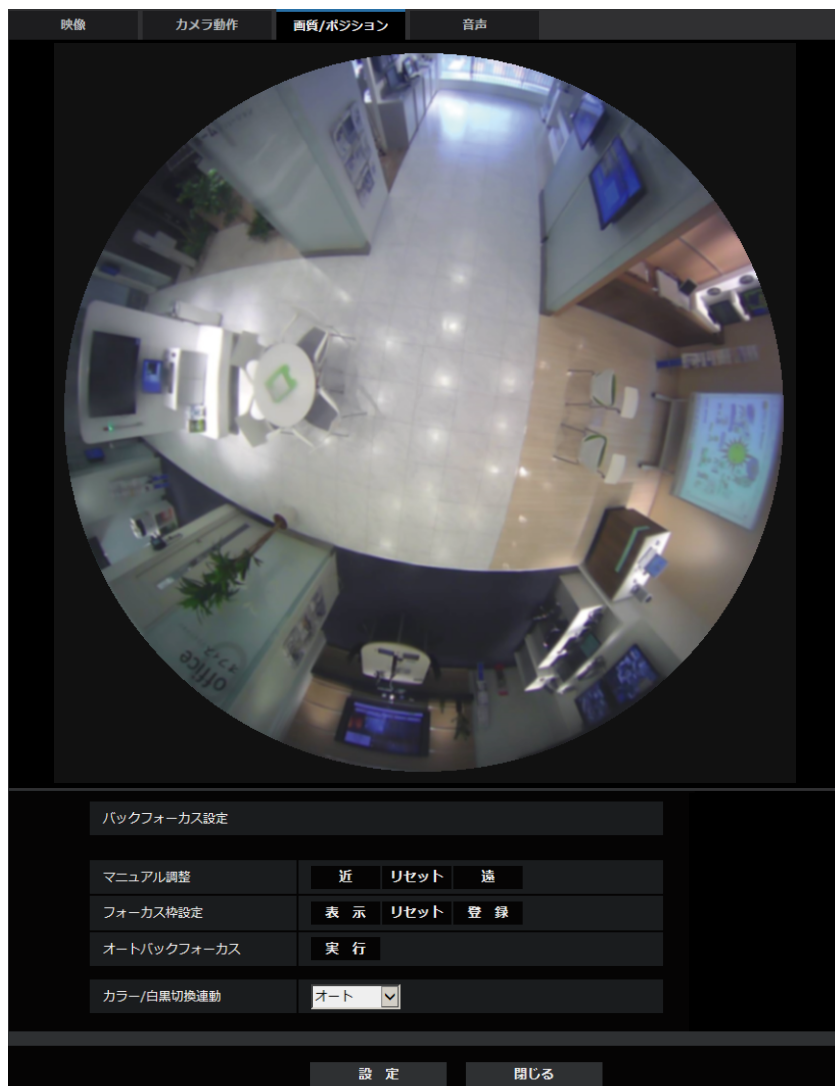 映像 カメラ動作 画質/ポジション 音声
office
オフィス
バックフォーカス設定
マニュアル調整 近 リセット 遠
フォーカス枠設定 表 示 リセット 登 録
オートバックフォーカス 実 行
カラー/白黒切換連動 オート
設 定 閉じる